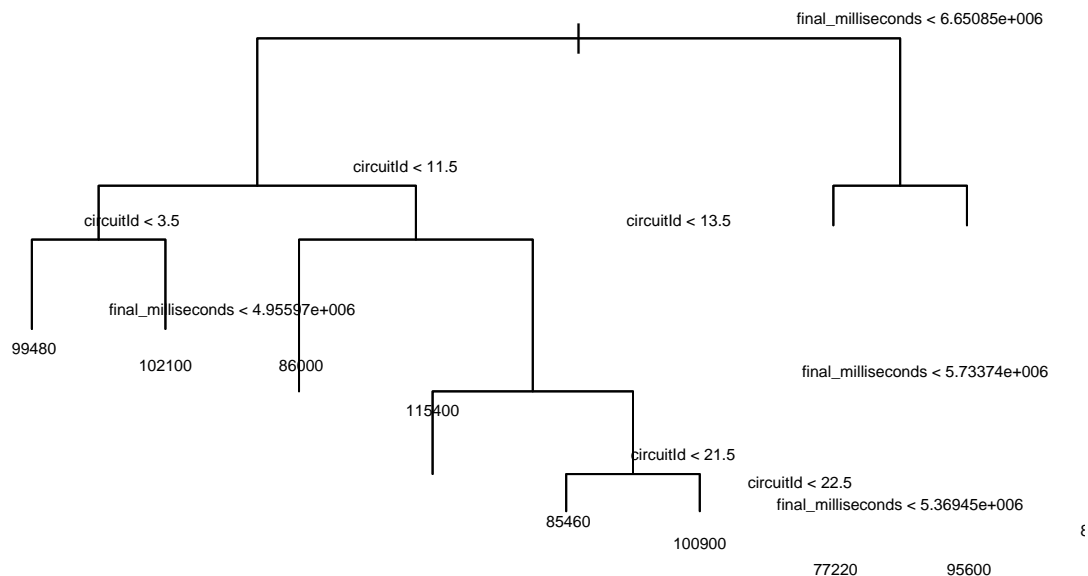 final_milliseconds < 6.65085e+006
circuitId < 11.5
circuitId < 3.5
circuitId < 13.5
final_milliseconds < 4.95597e+006
99480
102100
86000
final_milliseconds < 5.73374e+006
115400
circuitId < 21.5
circuitId < 22.5
final_milliseconds < 5.36945e+006
85460
100900
8
77220
95600